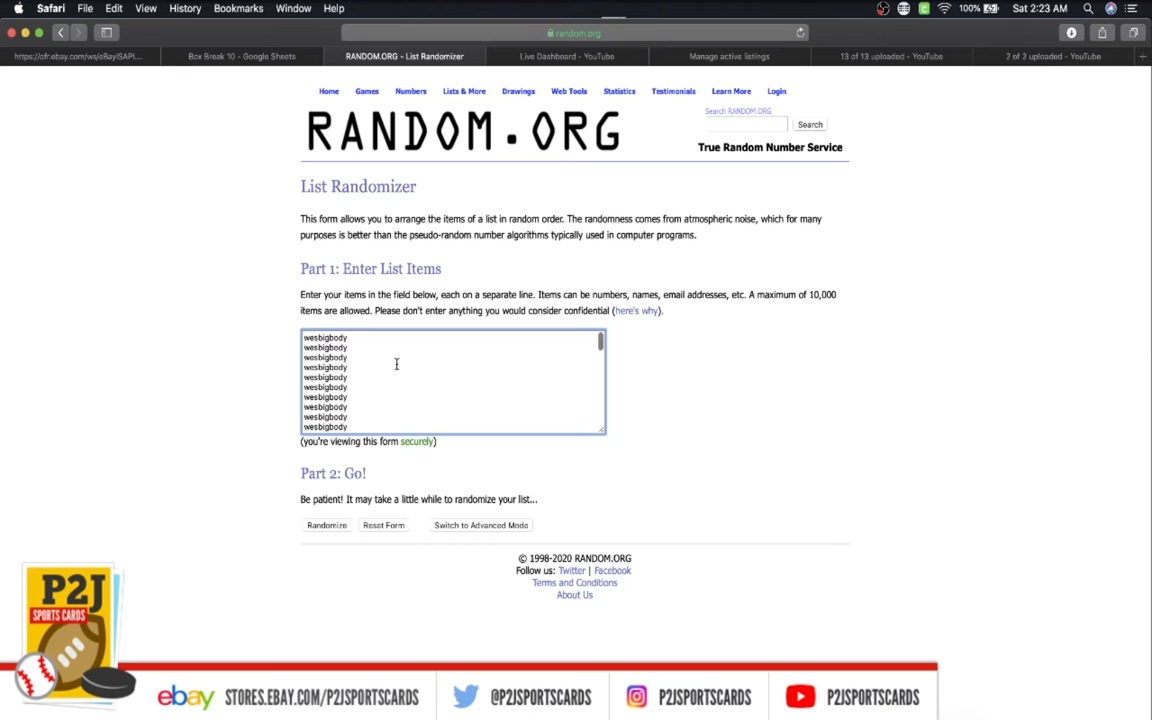 Safari File Edit View History Bookmarks Window Help 100% Sat 2:23 AM
random.org
https://ofr.ebay.com/ws/eBayISAPI.... Box Break 10 - Google Sheets RANDOM.ORG - List Randomizer Live Dashboard - YouTube Manage active listings 13 of 13 uploaded - YouTube 2 of 2 uploaded - YouTube
Home Games Numbers Lists & More Drawings Web Tools Statistics Testimonials Learn More Login
RANDOM.ORG
Search RANDOM.ORG
Search
True Random Number Service
List Randomizer
This form allows you to arrange the items of a list in random order. The randomness comes from atmospheric noise, which for many
purposes is better than the pseudo-random number algorithms typically used in computer programs.
Part 1: Enter List Items
Enter your items in the field below, each on a separate line. Items can be numbers, names, email addresses, etc. A maximum of 10,000
items are allowed. Please don't enter anything you would consider confidential (here's why).
wesbigbody
wesbigbody
wesbigbody
wesbigbody
wesbigbody
wesbigbody
wesbigbody
wesbigbody
wesbigbody
wesbigbody
(you're viewing this form securely)
Part 2: Go!
Be patient! It may take a little while to randomize your list...
Randomize Reset Form Switch to Advanced Mode
© 1998-2020 RANDOM.ORG
Follow us: Twitter | Facebook
Terms and Conditions
About Us
P2J
SPORTS CARDS
ebay STORES.EBAY.COM/P2JSPORTSCARDS @P2JSPORTSCARDS P2JSPORTSCARDS P2JSPORTSCARDS